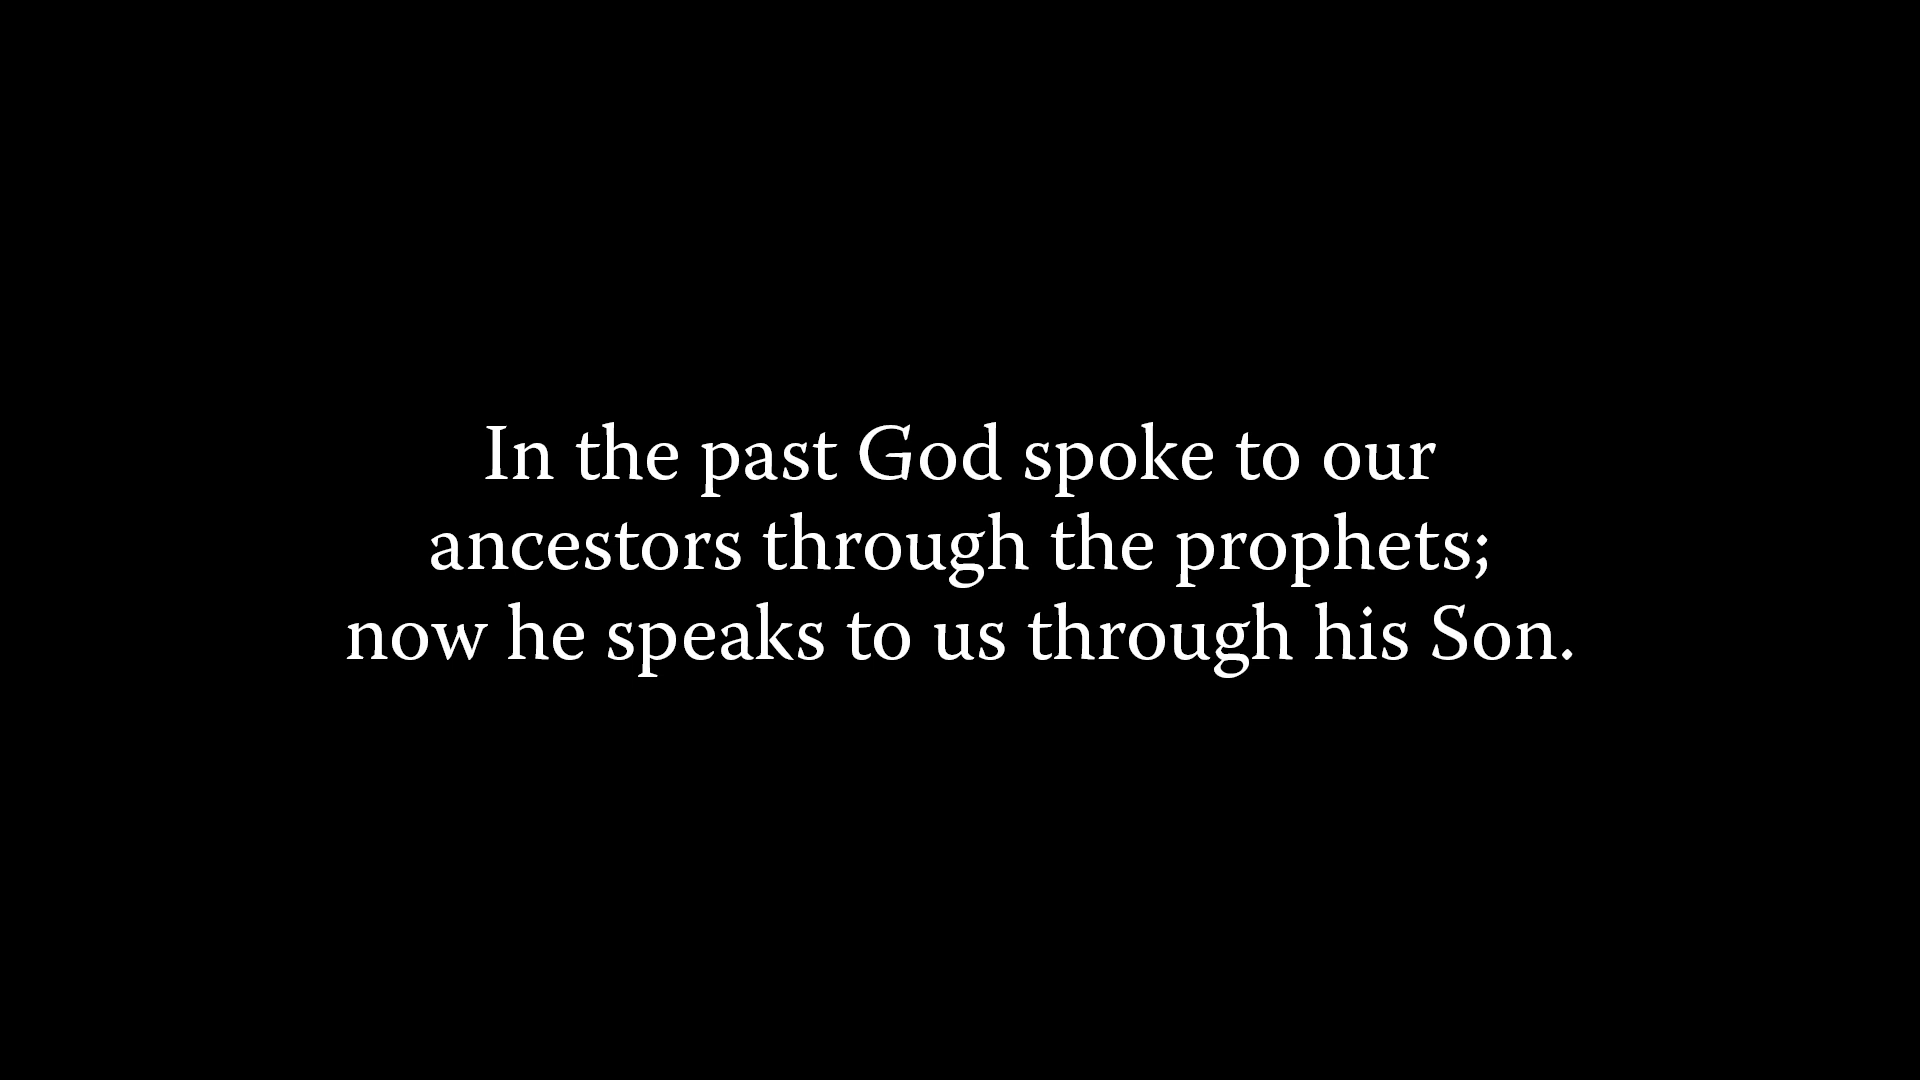 In the past God spoke to our
ancestors through the prophets;
now he speaks to us through his Son.